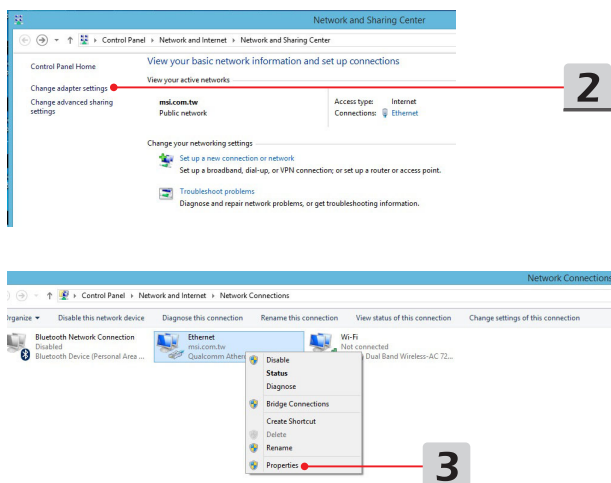 Network and Sharing Center
Control Panel Network and Internet Network and Sharing Center
Control Panel Home
Change adapter settings
Change advanced sharing
settings
View your basic network information and set up connections
View your active networks
msi.com.tw
Public network
Access type: Internet
Connections: Ethernet
Change your networking settings
Set up a new connection or network
Set up a broadband, dial-up, or VPN connection; or set up a router or access point.
Troubleshoot problems
Diagnose and repair network problems, or get troubleshooting information.
2
Network Connections
Control Panel Network and Internet Network Connections
Organize Disable this network device Diagnose this connection Rename this connection View status of this connection Change settings of this connection
Bluetooth Network Connection
Disabled
Bluetooth Device (Personal Area ...
Ethernet
msi.com.tw
Qualcomm Ather
Wi-Fi
Not connected
Dual Band Wireless-AC 72...
Disable
Status
Diagnose
Bridge Connections
Create Shortcut
Delete
Rename
Properties
3